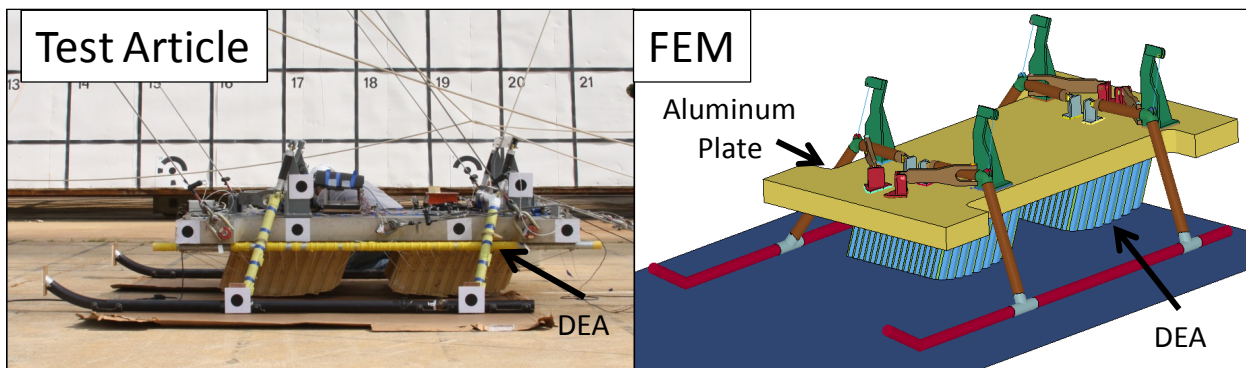 Test Article
13
14
15
16
17
18
19
20
21
DEA
FEM
Aluminum
Plate
DEA